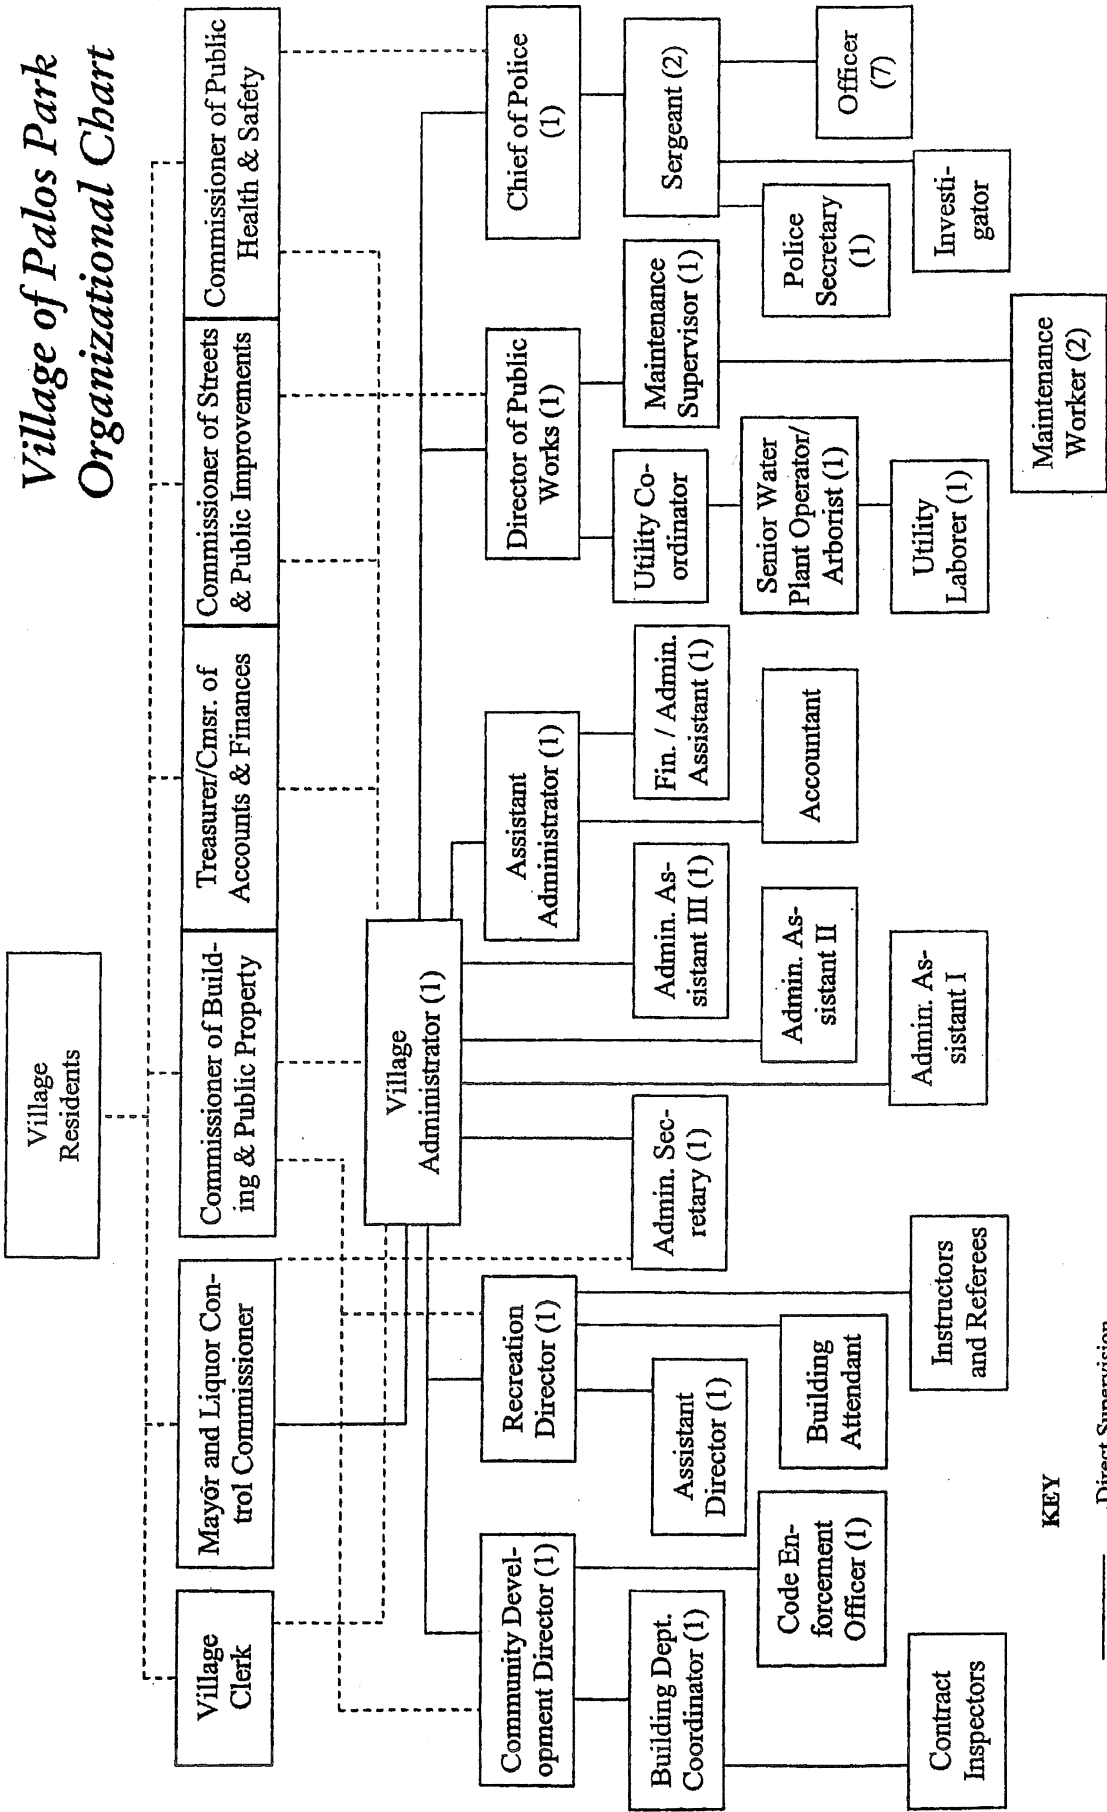 Village of Palos Park
Organizational Chart
Village
Residents
Village
Clerk
Mayor and Liquor Con-
trol Commissioner
Commissioner of Build-
ing & Public Property
Treasurer/Cmsr. of
Accounts & Finances
Commissioner of Streets
& Public Improvements
Commissioner of Public
Health & Safety
Village
Administrator (1)
Community Devel-
opment Director (1)
Recreation
Director (1)
Assistant
Administrator (1)
Director of Public
Works (1)
Chief of Police
(1)
Building Dept.
Coordinator (1)
Assistant
Director (1)
Admin. Sec-
retary (1)
Admin. As-
sistant III (1)
Fin. / Admin.
Assistant (1)
Utility Co-
ordinator
Maintenance
Supervisor (1)
Sergeant (2)
Code En-
forcement
Officer (1)
Building
Attendant
Admin. As-
sistant II
Accountant
Senior Water
Plant Operator/
Arborist (1)
Police
Secretary
(1)
Officer
(7)
Contract
Inspectors
Instructors
and Referees
Admin. As-
sistant I
Utility
Laborer (1)
Investi-
gator
Maintenance
Worker (2)
KEY
Direct Supervision